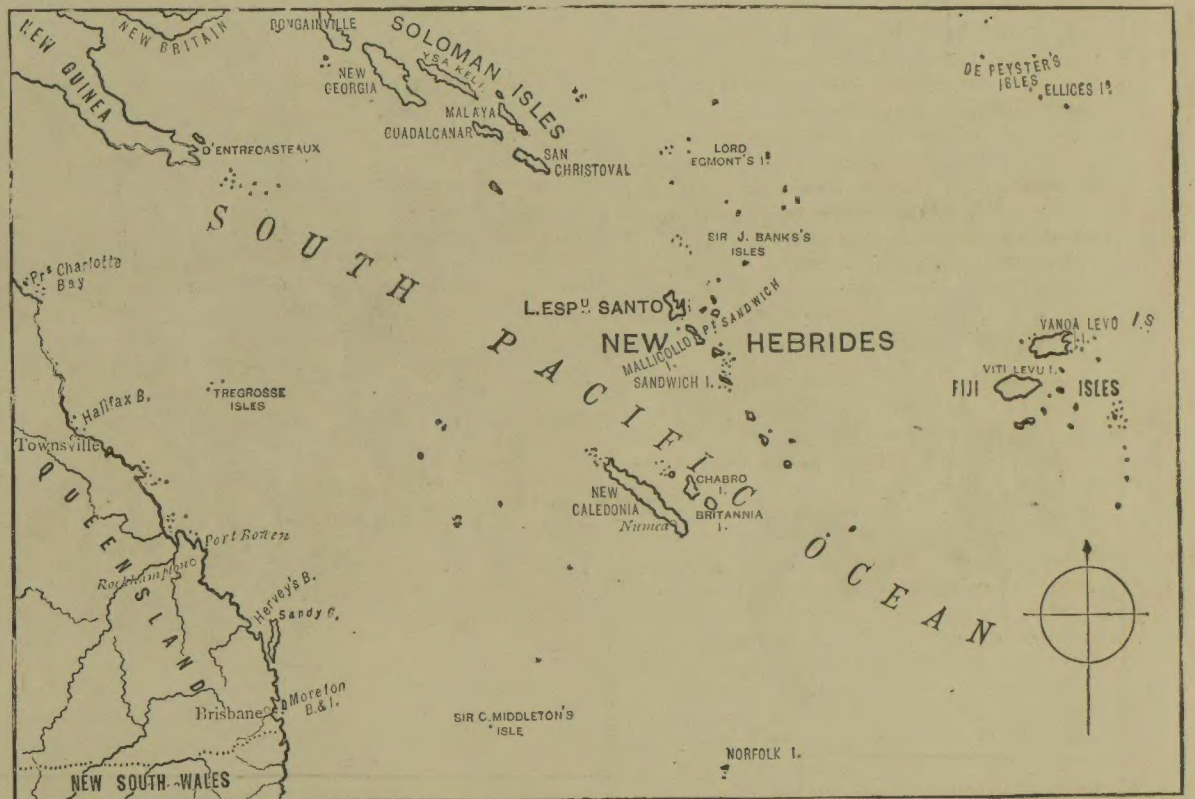 NEW GUINEA
NEW BRITAIN
BONGAINVILLE
SOLOMAN ISLES
YSABEL I.
NEW
GEORGIA
MALAYA
GUADALCANAR
SAN
CHRISTOVAL
D'ENTRECASTEAUX
DE PEYSTER'S
ISLES
ELLICES Iˢ
LORD
EGMONT'S Iˢ
SIR J. BANKS'S
ISLES
SOUTH PACIFIC OCEAN
Prˢ Charlotte
Bay
L.ESPᵁ SANTO I.
NEW HEBRIDES
MALLICOLLO
I.
Pᵗ SANDWICH
SANDWICH I.
VANOA LEVO I.S
I.
VITI LEVU I.
FIJI ISLES
TREGROSSE
ISLES
Halifax B.
Townsville
QUEENSLAND
CHABRO
I.
NEW
CALEDONIA
BRITANNIA
I.
Numea
Port Bowen
Rockhampton
Hervey's B.
Sandy C.
Moreton
B.& I.
Brisbane
SIR C. MIDDLETON'S
ISLE
NORFOLK I.
NEW SOUTH WALES